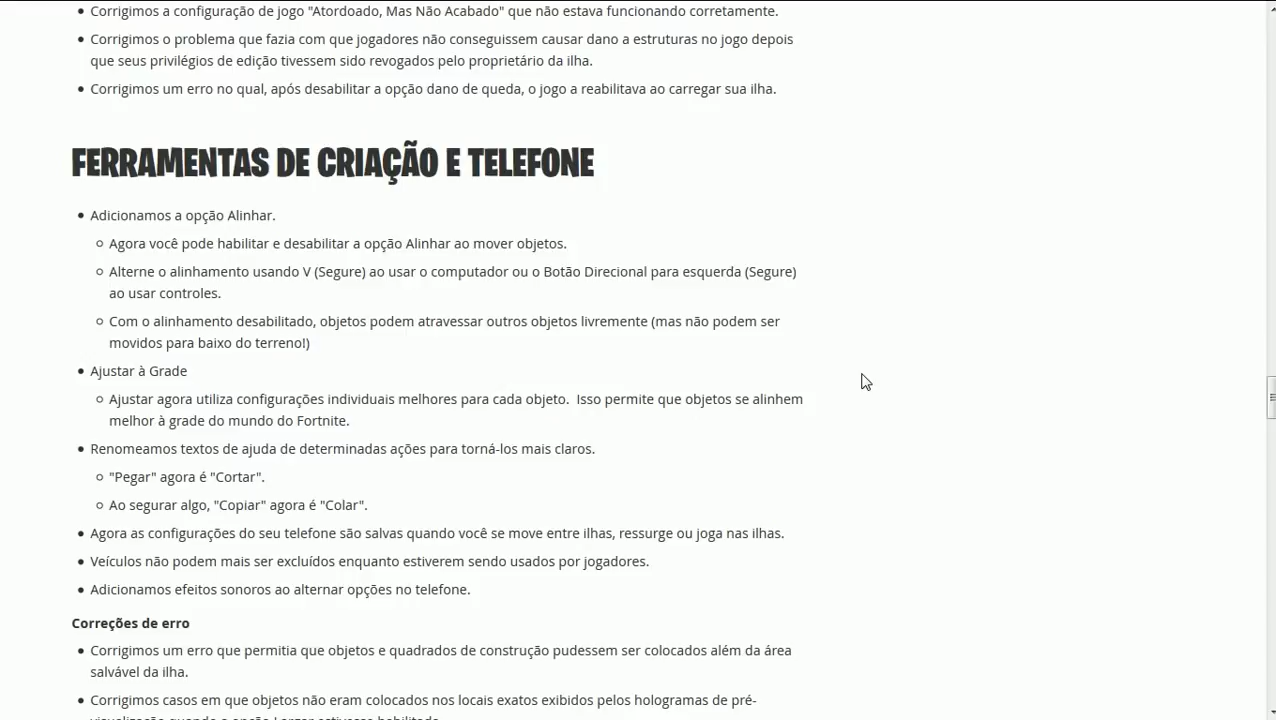 Corrigimos a configuração de jogo "Atordoado, Mas Não Acabado" que não estava funcionando corretamente.
Corrigimos o problema que fazia com que jogadores não conseguissem causar dano a estruturas no jogo depois
que seus privilégios de edição tivessem sido revogados pelo proprietário da ilha.
Corrigimos um erro no qual, após desabilitar a opção dano de queda, o jogo a reabilitava ao carregar sua ilha.
FERRAMENTAS DE CRIAÇÃO E TELEFONE
Adicionamos a opção Alinhar.
Agora você pode habilitar e desabilitar a opção Alinhar ao mover objetos.
Alterne o alinhamento usando V (Segure) ao usar o computador ou o Botão Direcional para esquerda (Segure)
ao usar controles.
Com o alinhamento desabilitado, objetos podem atravessar outros objetos livremente (mas não podem ser
movidos para baixo do terreno!)
Ajustar à Grade
Ajustar agora utiliza configurações individuais melhores para cada objeto.  Isso permite que objetos se alinhem
melhor à grade do mundo do Fortnite.
Renomeamos textos de ajuda de determinadas ações para torná-los mais claros.
"Pegar" agora é "Cortar".
Ao segurar algo, "Copiar" agora é "Colar".
Agora as configurações do seu telefone são salvas quando você se move entre ilhas, ressurge ou joga nas ilhas.
Veículos não podem mais ser excluídos enquanto estiverem sendo usados por jogadores.
Adicionamos efeitos sonoros ao alternar opções no telefone.
Correções de erro
Corrigimos um erro que permitia que objetos e quadrados de construção pudessem ser colocados além da área
salvável da ilha.
Corrigimos casos em que objetos não eram colocados nos locais exatos exibidos pelos hologramas de pré-